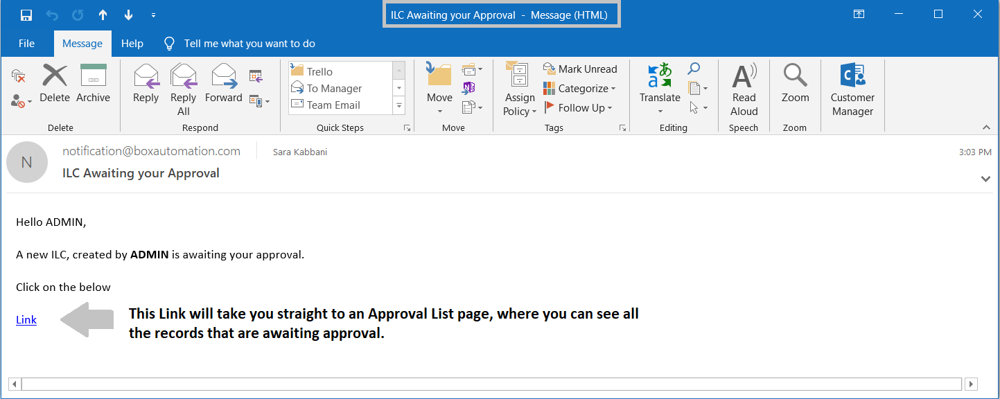 ILC Awaiting your Approval - Message (HTML)
File Message Help Tell me what you want to do
Delete Archive
Delete
Reply Reply All Forward
Respond
Trello
To Manager
Team Email
Quick Steps
Move
Move
Assign Policy
Mark Unread
Categorize
Follow Up
Tags
Translate
Editing
Read Aloud
Speech
Zoom
Zoom
Customer Manager
N
notification@boxautomation.com Sara Kabbani
3:03 PM
ILC Awaiting your Approval
Hello ADMIN,
A new ILC, created by ADMIN is awaiting your approval.
Click on the below
Link
This Link will take you straight to an Approval List page, where you can see all
the records that are awaiting approval.